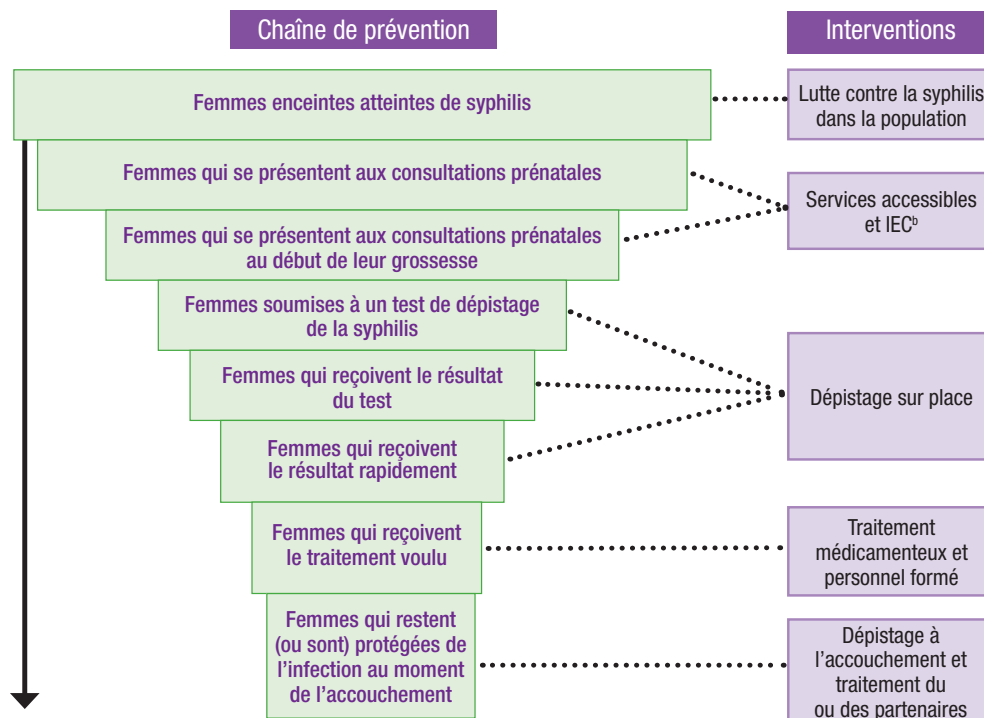 Chaîne de prévention
Interventions
Femmes enceintes atteintes de syphilis
Lutte contre la syphilis
dans la population
Femmes qui se présentent aux consultations prénatales
Services accessibles
et IECᵇ
Femmes qui se présentent aux consultations prénatales
au début de leur grossesse
Femmes soumises à un test de dépistage
de la syphilis
Femmes qui reçoivent le résultat
du test
Femmes qui reçoivent
le résultat rapidement
Dépistage sur place
Femmes qui reçoivent
le traitement voulu
Traitement
médicamenteux et
personnel formé
Femmes qui restent
(ou sont) protégées de
l’infection au moment
de l’accouchement
Dépistage à
l’accouchement et
traitement du
ou des partenaires